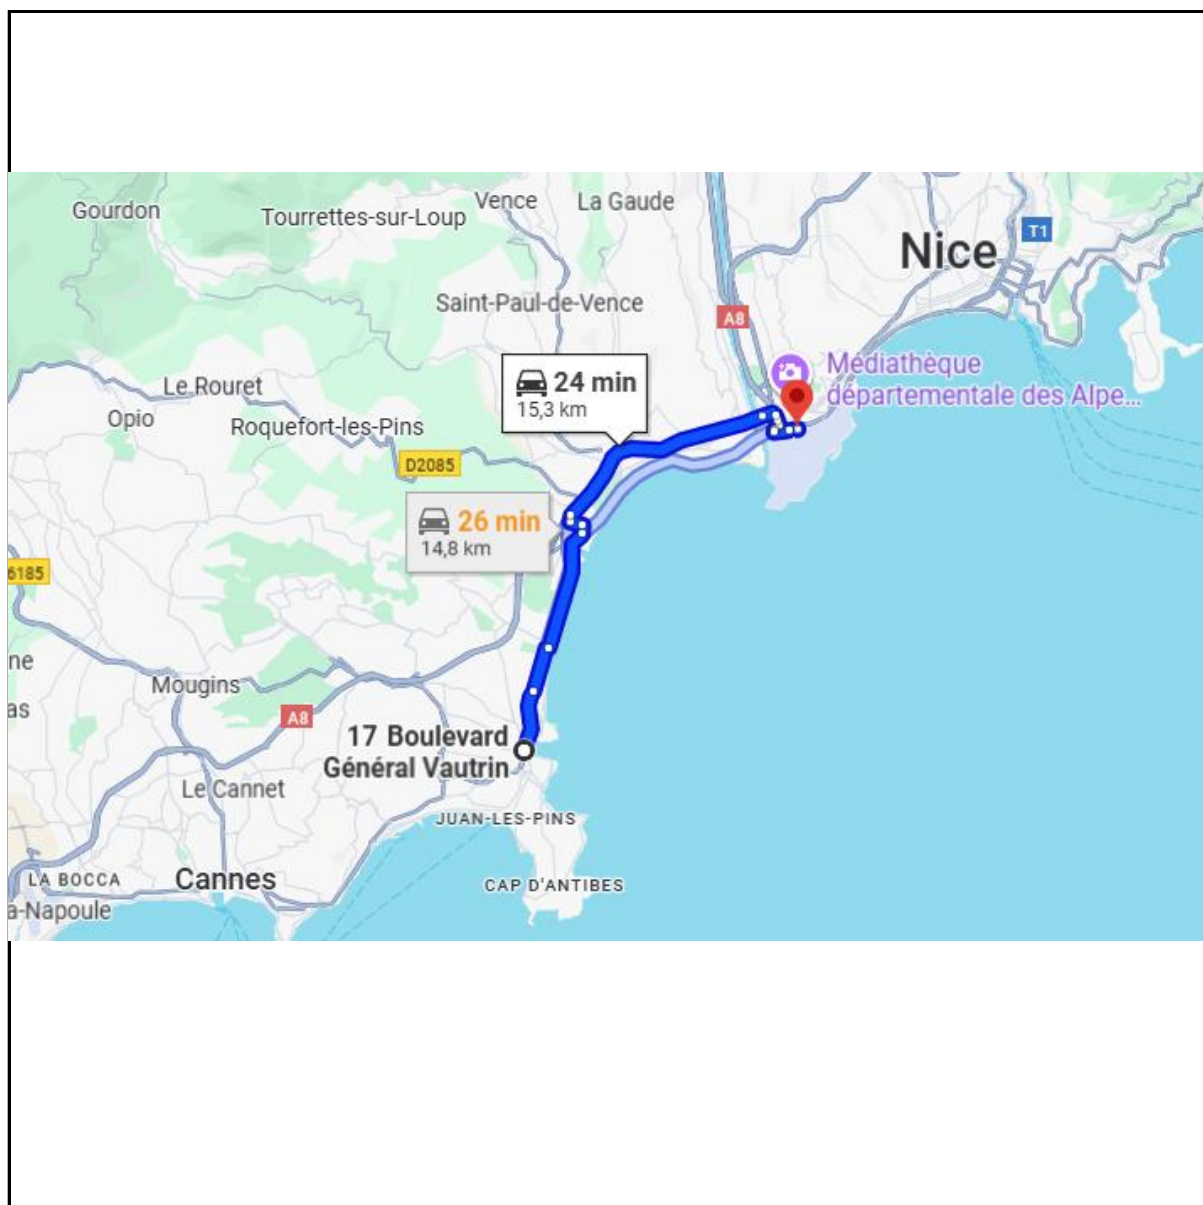 Gourdon
Tourrettes-sur-Loup
Vence
La Gaude
T1
Nice
Saint-Paul-de-Vence
A8
Médiathèque
départementale des Alpe...
24 min
15,3 km
Le Rouret
Opio
Roquefort-les-Pins
D2085
26 min
14,8 km
6185
ne
Mougins
as
A8
17 Boulevard
Général Vautrin
Le Cannet
JUAN-LES-PINS
LA BOCCA
Cannes
CAP D'ANTIBES
a-Napoule